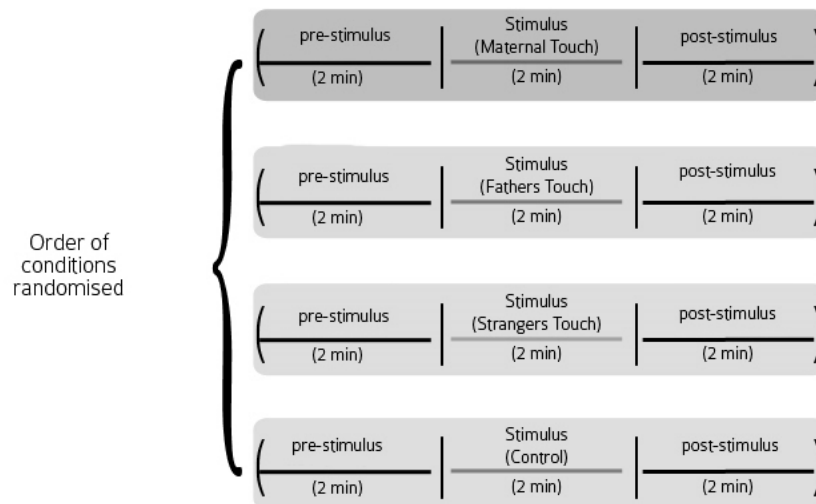 pre-stimulus
Stimulus
(Maternal Touch)
post-stimulus
(2 min)
(2 min)
(2 min)
pre-stimulus
Stimulus
(Fathers Touch)
post-stimulus
(2 min)
(2 min)
(2 min)
Order of
conditions
randomised
pre-stimulus
Stimulus
(Strangers Touch)
post-stimulus
(2 min)
(2 min)
(2 min)
pre-stimulus
Stimulus
(Control)
post-stimulus
(2 min)
(2 min)
(2 min)